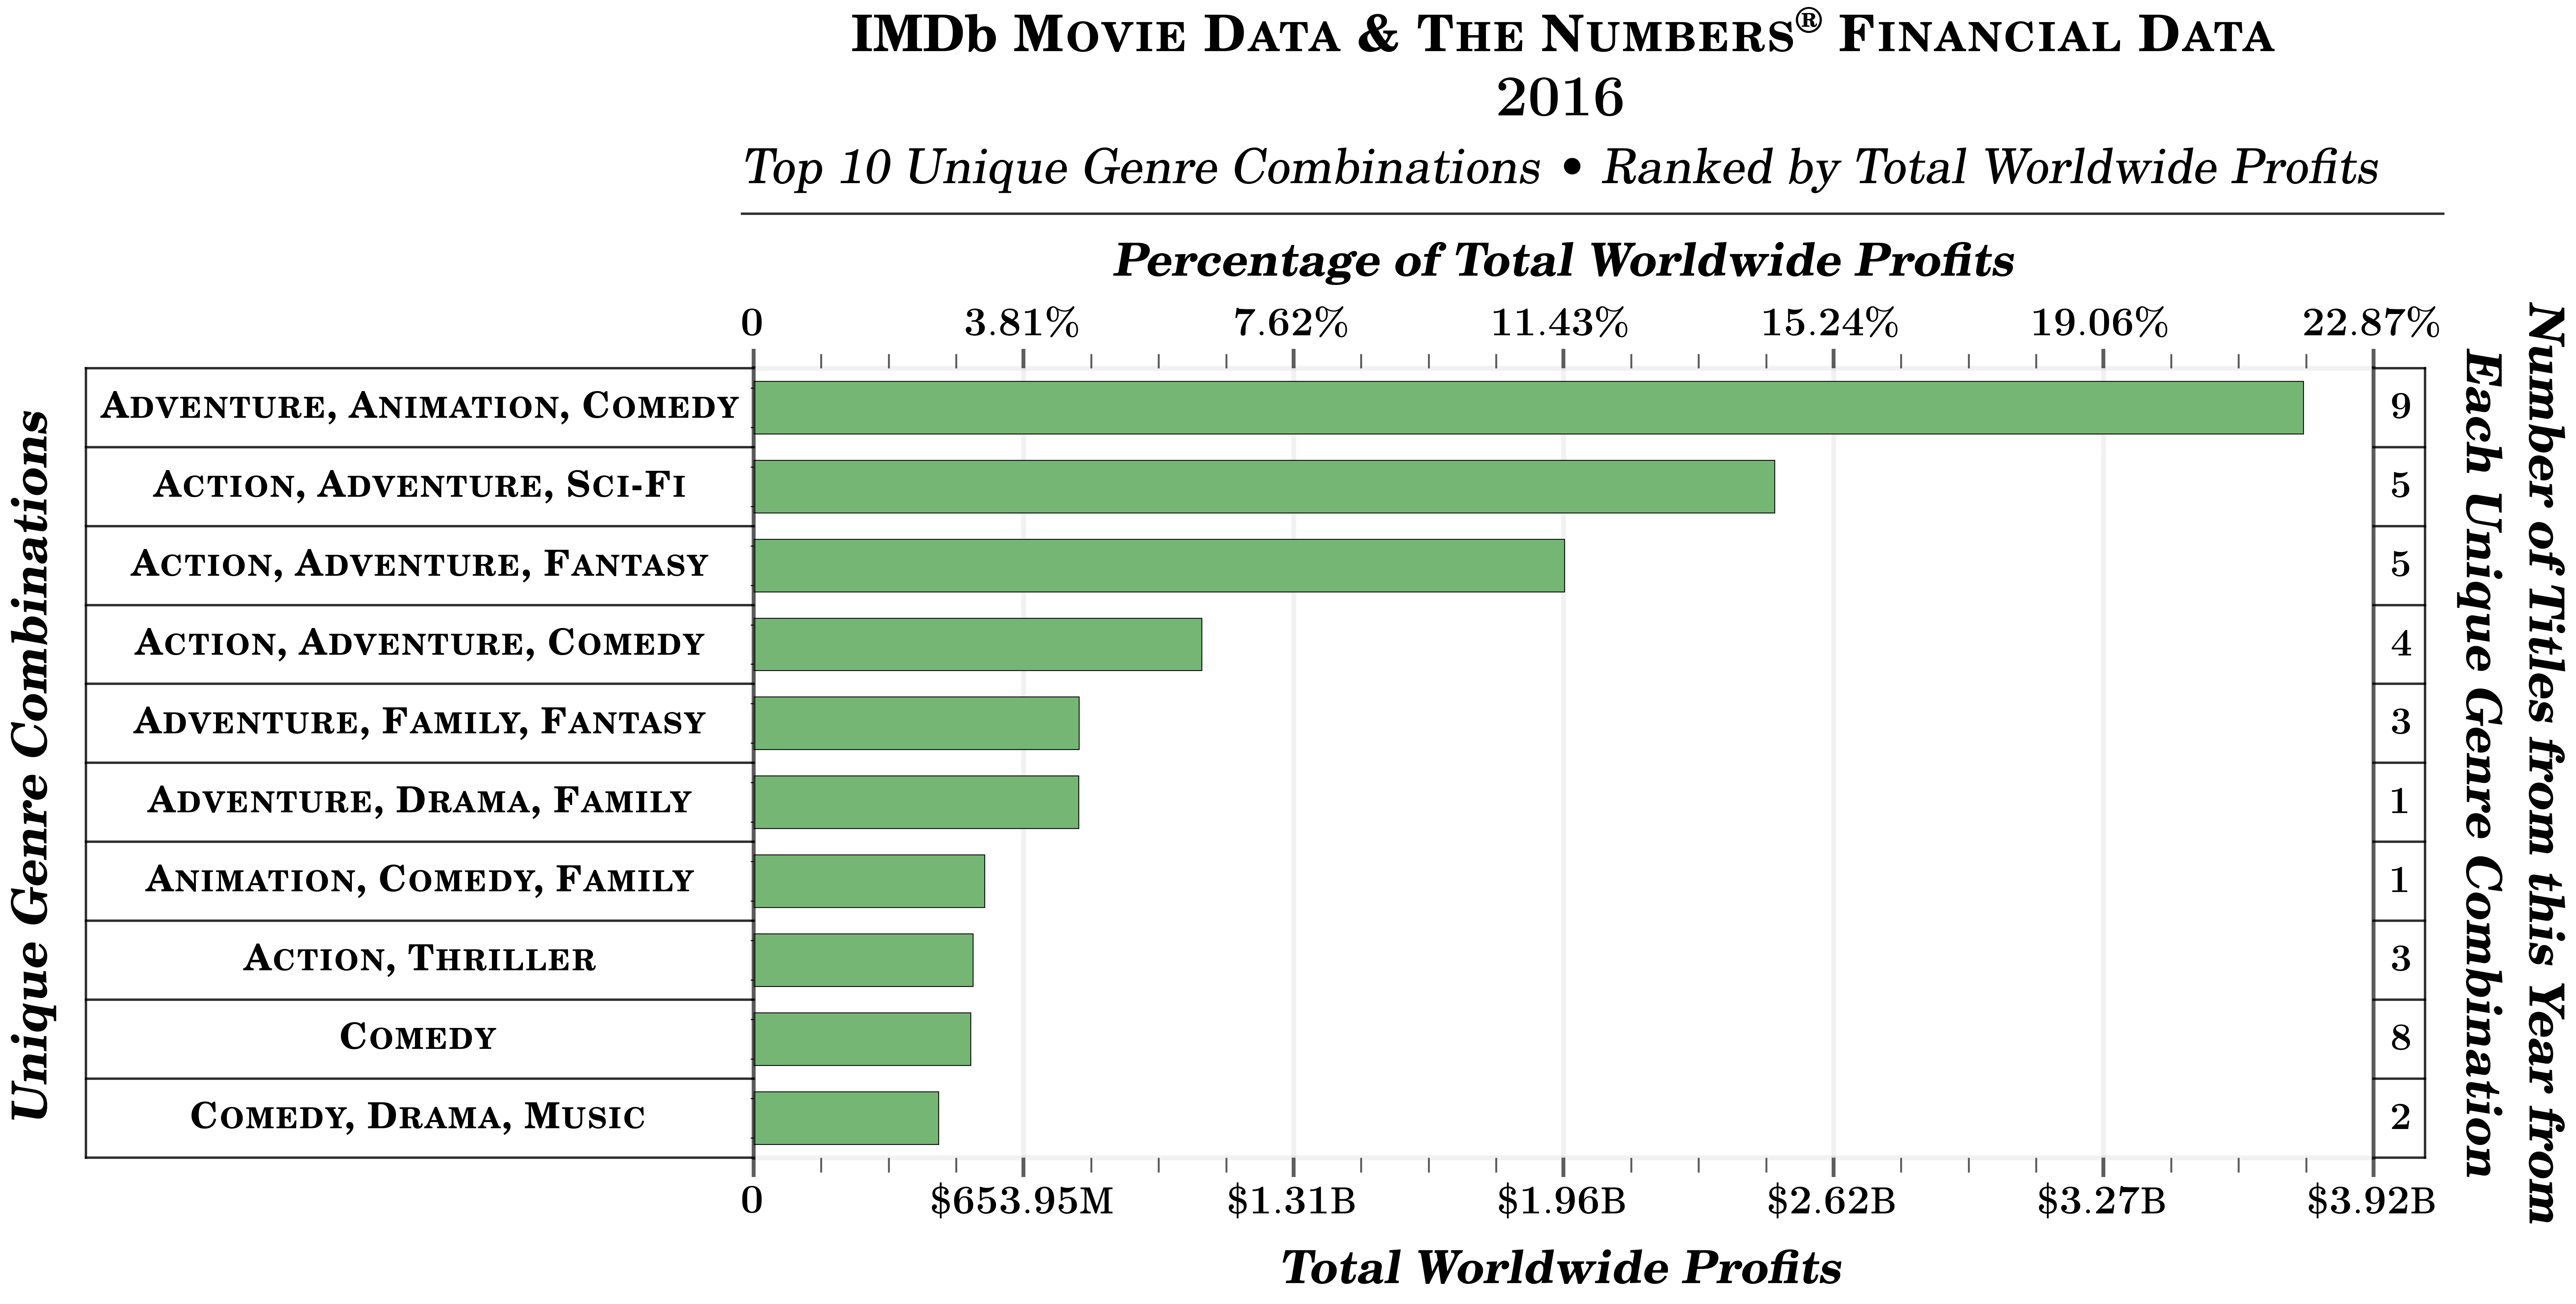 IMDb Movie Data & The Numbers® Financial Data
2016
Top 10 Unique Genre Combinations • Ranked by Total Worldwide Profits
Percentage of Total Worldwide Profits
0 3.81% 7.62% 11.43% 15.24% 19.06% 22.87%
Unique Genre Combinations
Adventure, Animation, Comedy 9
Action, Adventure, Sci-Fi 5
Action, Adventure, Fantasy 5
Action, Adventure, Comedy 4
Adventure, Family, Fantasy 3
Adventure, Drama, Family 1
Animation, Comedy, Family 1
Action, Thriller 3
Comedy 8
Comedy, Drama, Music 2
Number of Titles from this Year from
Each Unique Genre Combination
0 $653.95M $1.31B $1.96B $2.62B $3.27B $3.92B
Total Worldwide Profits